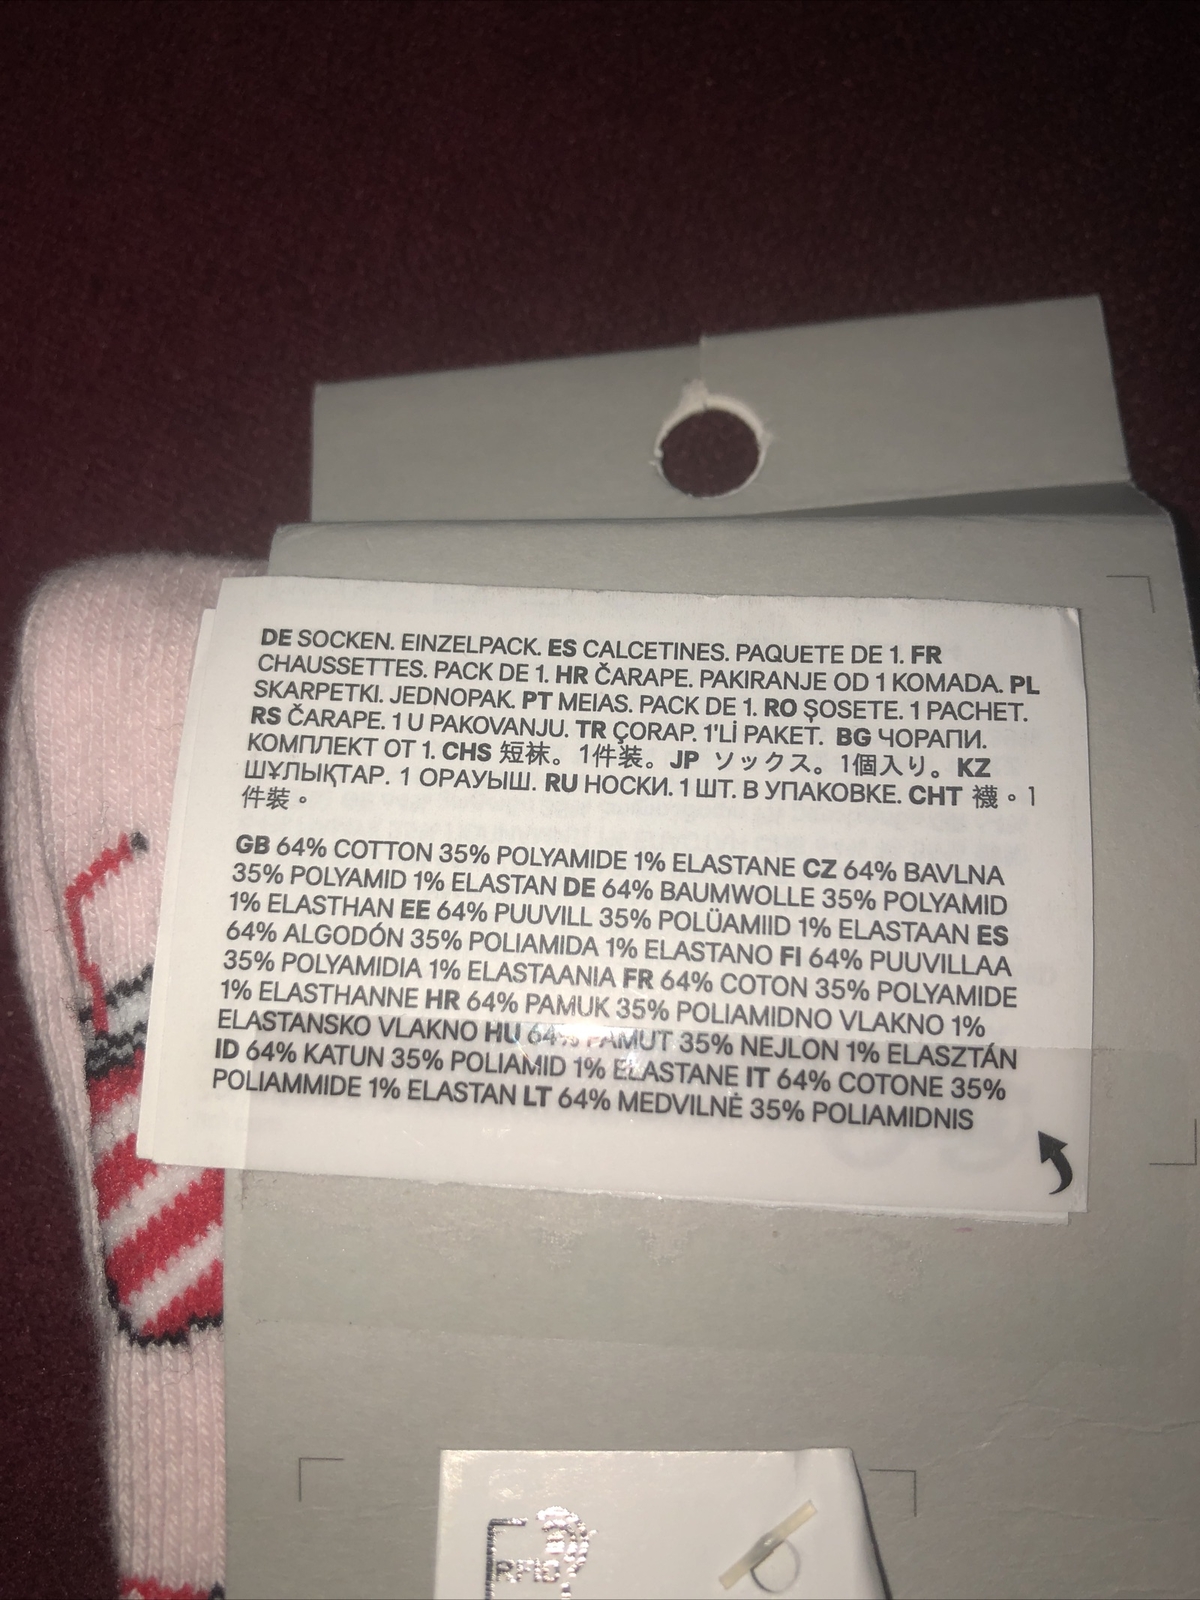 DE SOCKEN. EINZELPACK. ES CALCETINES. PAQUETE DE 1. FR
CHAUSSETTES. PACK DE 1. HR ČARAPE. PAKIRANJE OD 1 KOMADA. PL
SKARPETKI. JEDNOPAK. PT MEIAS. PACK DE 1. RO ȘOSETE. 1 PACHET.
RS ČARAPE. 1 U PAKOVANJU. TR ÇORAP. 1'Lİ PAKET. BG ЧОРАПИ.
КОМПЛЕКТ ОТ 1. CHS 短袜。1件装。JP ソックス。1個入り。KZ
ШҰЛЫҚТАР. 1 ОРАУЫШ. RU НОСКИ. 1 ШТ. В УПАКОВКЕ. CHT 襪。1
件裝。
GB 64% COTTON 35% POLYAMIDE 1% ELASTANE CZ 64% BAVLNA
35% POLYAMID 1% ELASTAN DE 64% BAUMWOLLE 35% POLYAMID
1% ELASTHAN EE 64% PUUVILL 35% POLÜAMIID 1% ELASTAAN ES
64% ALGODÓN 35% POLIAMIDA 1% ELASTANO FI 64% PUUVILLAA
35% POLYAMIDIA 1% ELASTAANIA FR 64% COTON 35% POLYAMIDE
1% ELASTHANNE HR 64% PAMUK 35% POLIAMIDNO VLAKNO 1%
ELASTANSKO VLAKNO HU 64% PAMUT 35% NEJLON 1% ELASZTÁN
ID 64% KATUN 35% POLIAMID 1% ELASTANE IT 64% COTONE 35%
POLIAMMIDE 1% ELASTAN LT 64% MEDVILNĖ 35% POLIAMIDNIS
RFID